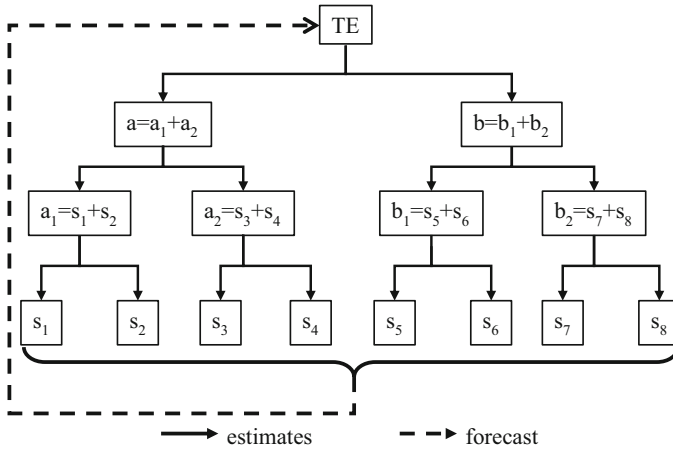 TE
a=a₁+a₂ b=b₁+b₂
a₁=s₁+s₂ a₂=s₃+s₄ b₁=s₅+s₆ b₂=s₇+s₈
s₁ s₂ s₃ s₄ s₅ s₆ s₇ s₈
estimates forecast